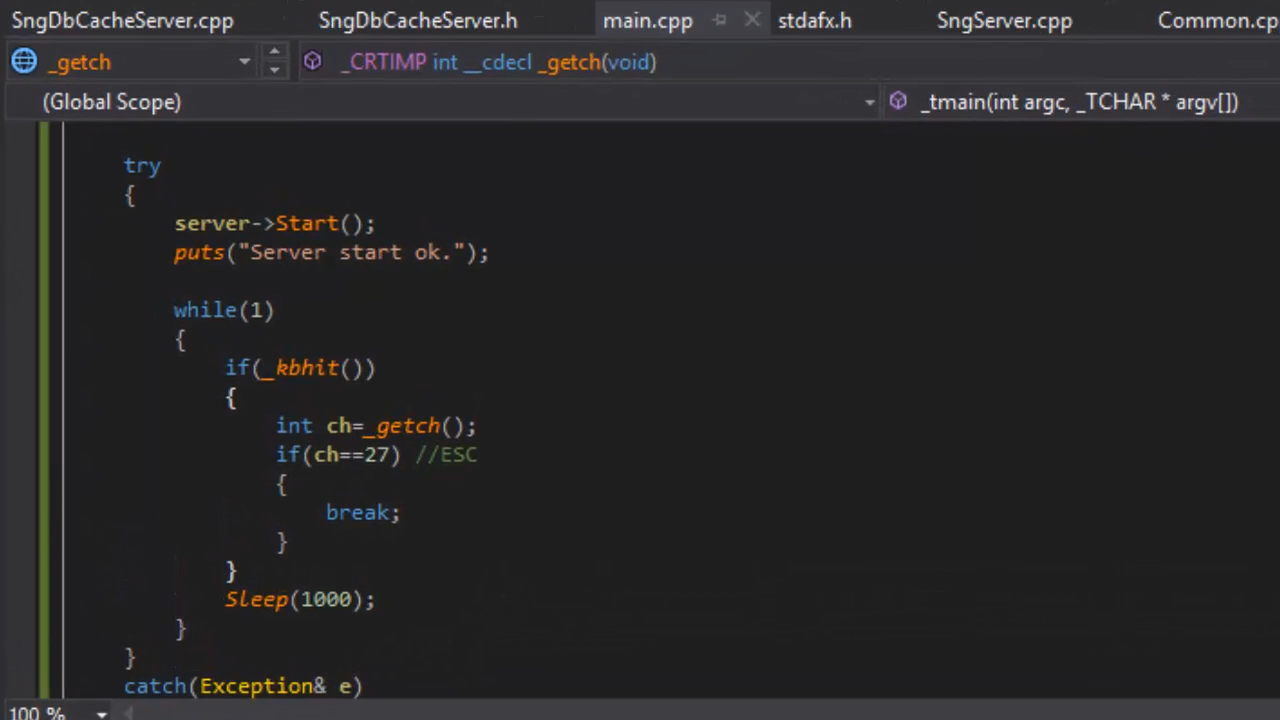 SngDbCacheServer.cpp SngDbCacheServer.h main.cpp stdafx.h SngServer.cpp Common.cp
_getch _CRTIMP int __cdecl _getch(void)
(Global Scope) _tmain(int argc, _TCHAR * argv[])
try
{
server->Start();
puts("Server start ok.");
while(1)
{
if(_kbhit())
{
int ch=_getch();
if(ch==27) //ESC
{
break;
}
}
Sleep(1000);
}
}
catch(Exception& e)
100 %